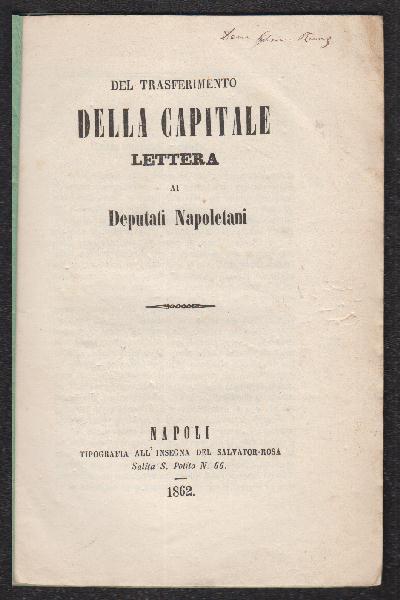 DEL TRASFERIMENTO
DELLA CAPITALE
LETTERA
AI
Deputati Napoletani
NAPOLI
TIPOGRAFIA ALL' INSEGNA DEL SALVATOR-ROSA
Salita S. Potito N. 66.
1862.